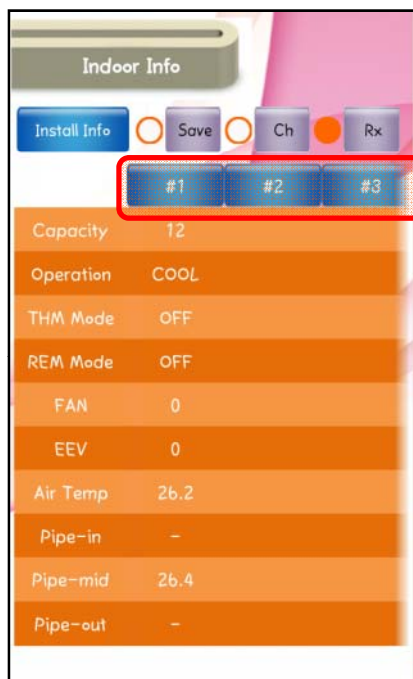 Indoor Info
Install Info Save Ch Rx
#1 #2 #3
Capacity 12
Operation COOL
THM Mode OFF
REM Mode OFF
FAN 0
EEV 0
Air Temp 26.2
Pipe-in -
Pipe-mid 26.4
Pipe-out -